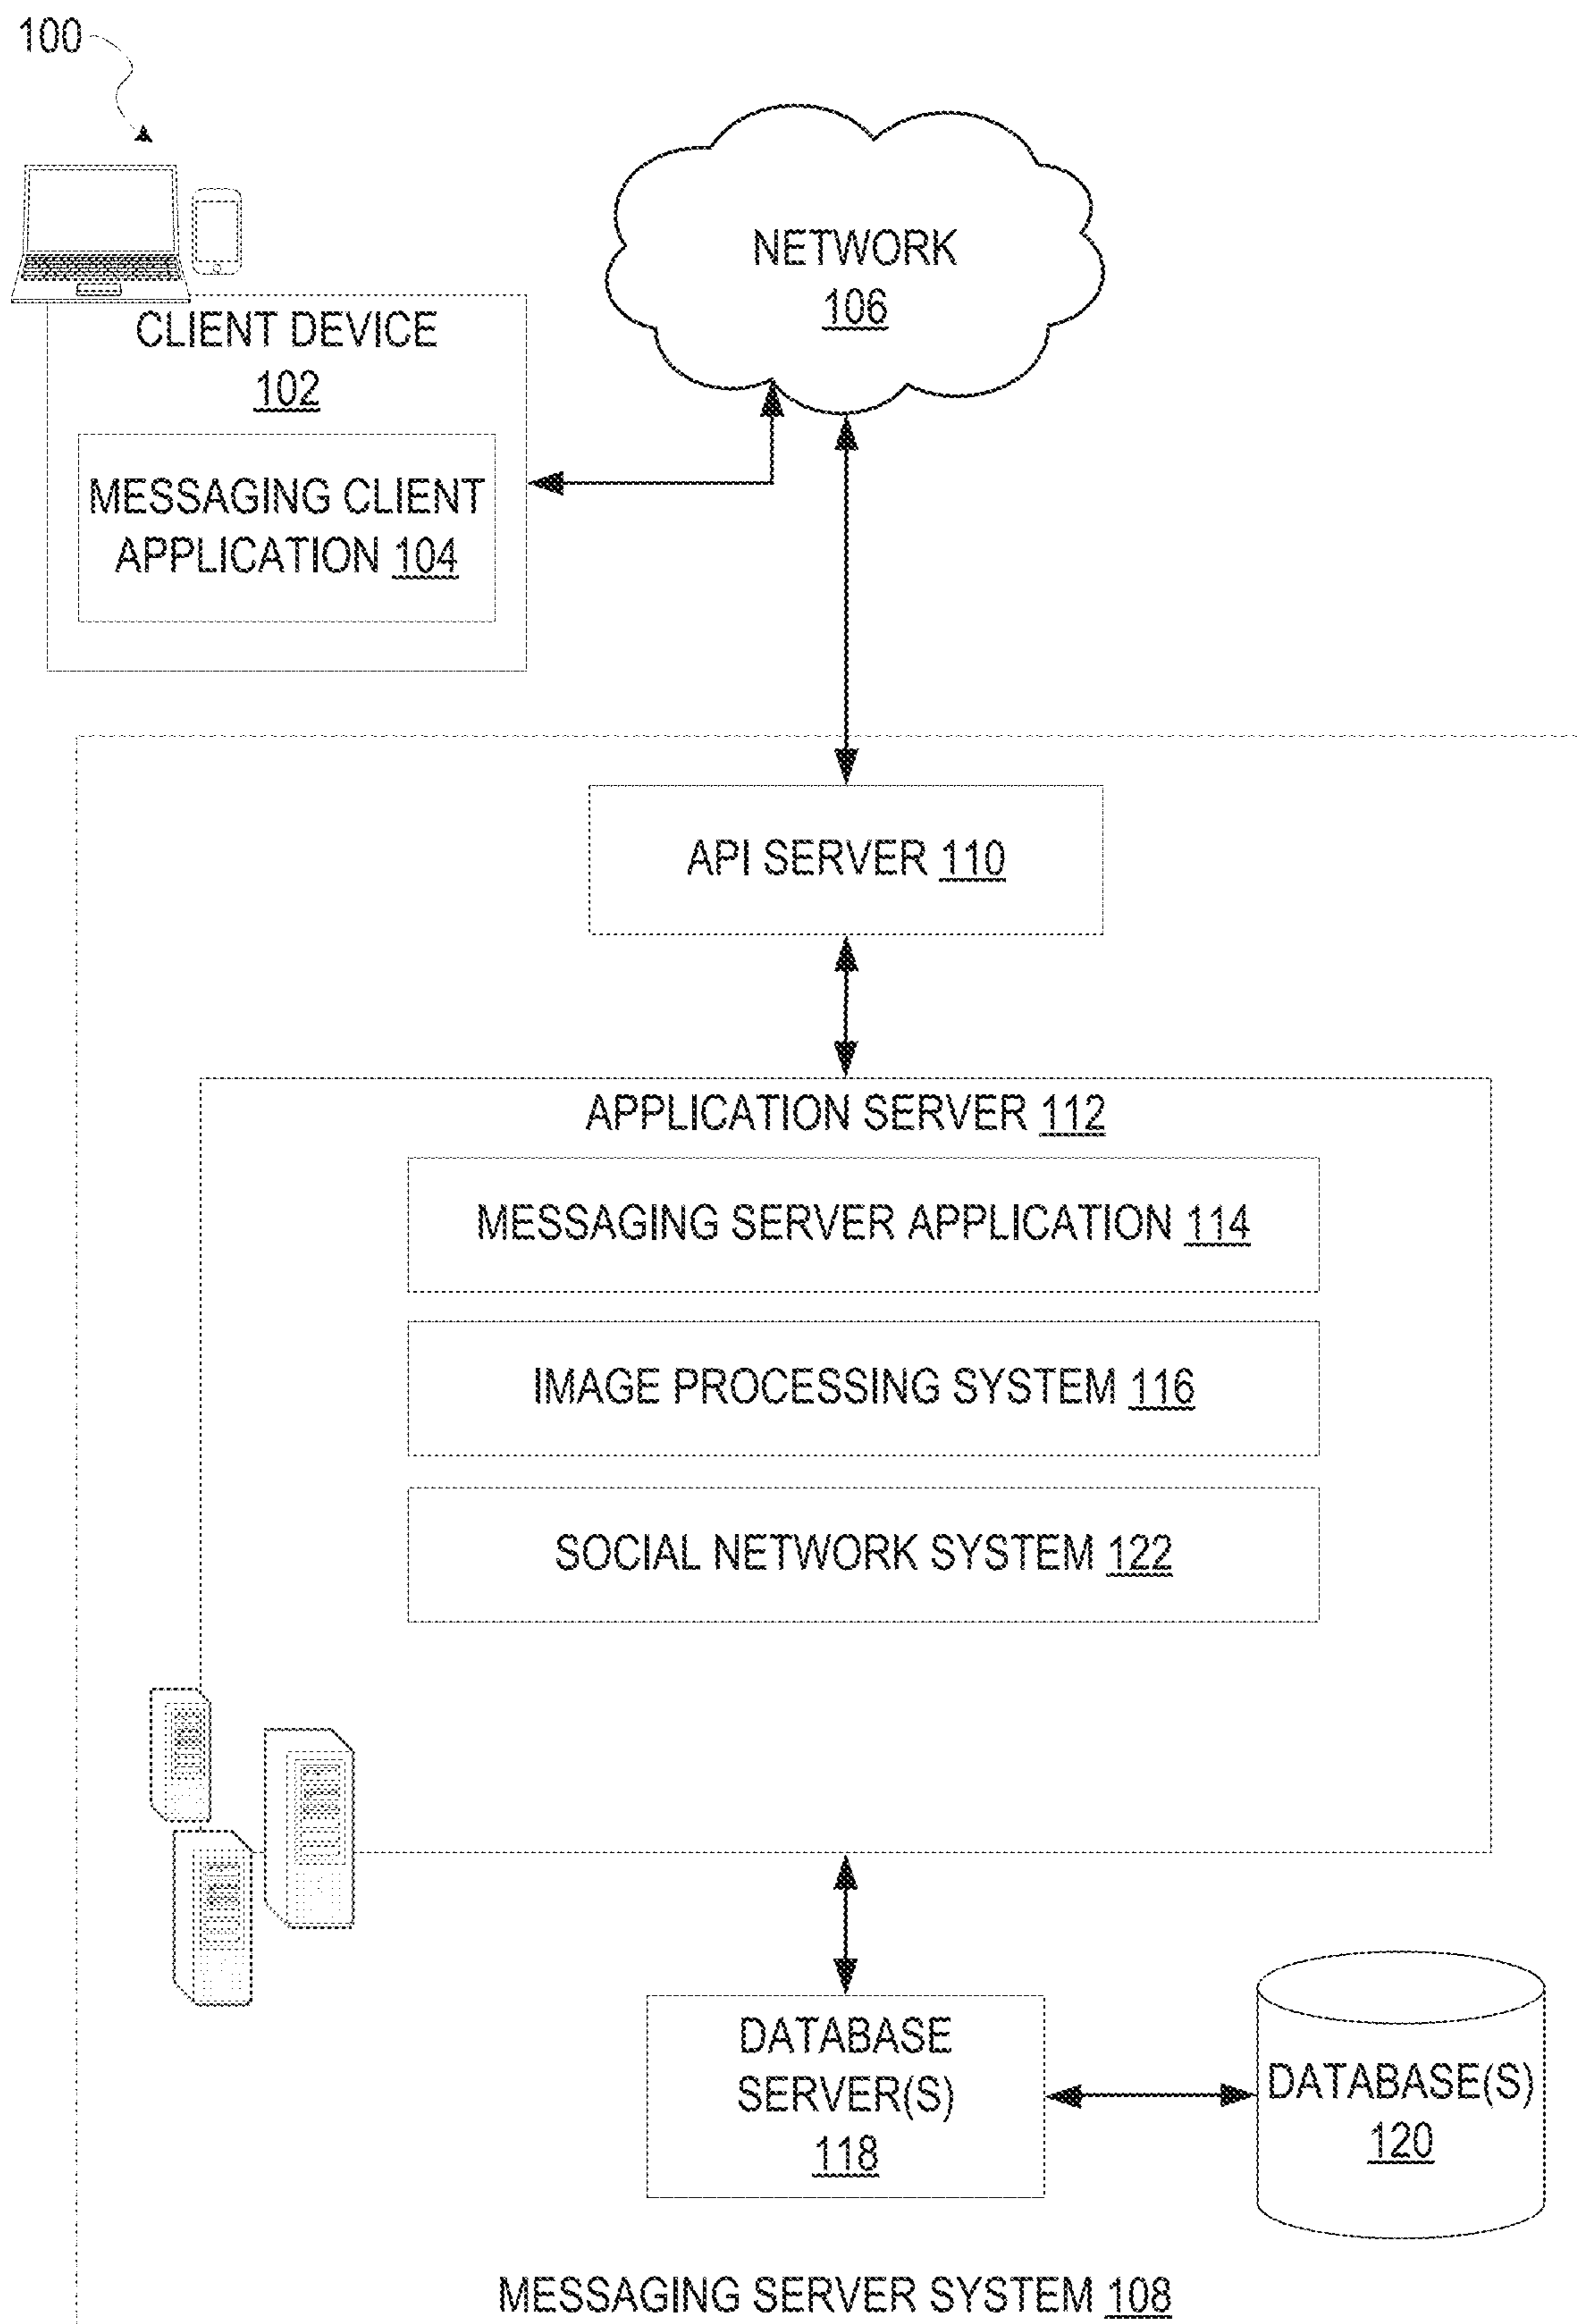 100
NETWORK
106
CLIENT DEVICE
102
MESSAGING CLIENT
APPLICATION 104
API SERVER 110
APPLICATION SERVER 112
MESSAGING SERVER APPLICATION 114
IMAGE PROCESSING SYSTEM 116
SOCIAL NETWORK SYSTEM 122
DATABASE
SERVER(S)
118
DATABASE(S)
120
MESSAGING SERVER SYSTEM 108